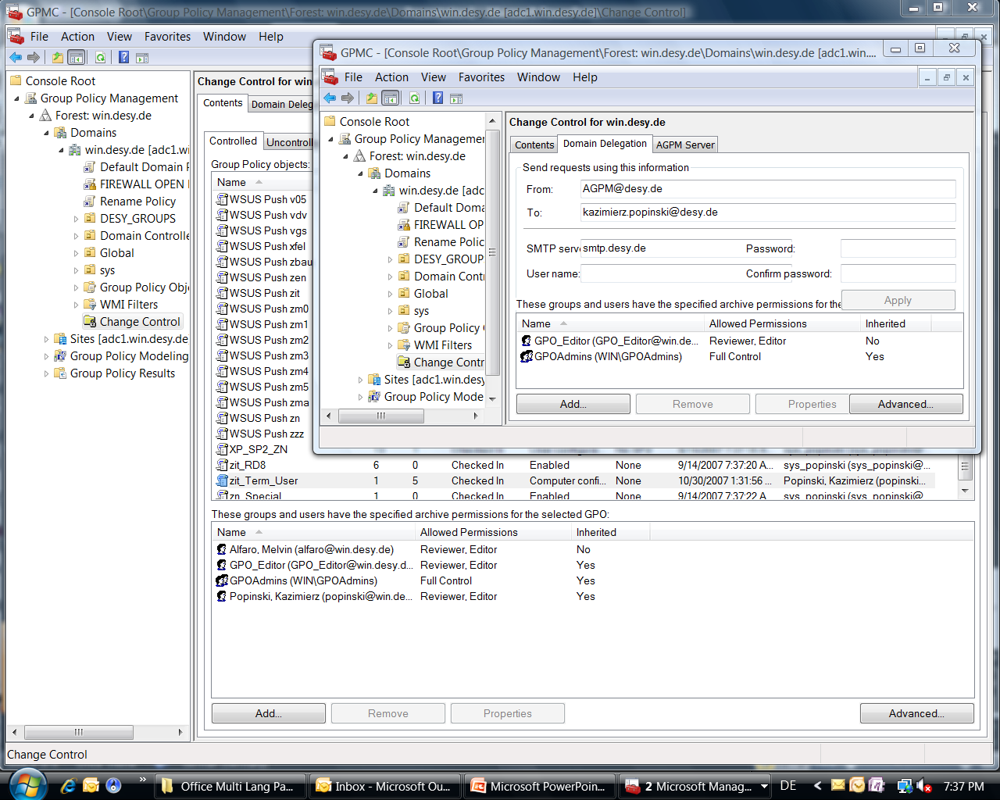 GPMC - [Console Root\Group Policy Management\Forest: win.desy.de\Domains\win.desy.de [adc1.win.desy.de]\Change Control]
File Action View Favorites Window Help
Console Root
Group Policy Management
Forest: win.desy.de
Domains
win.desy.de [adc1.wi
Default Domain P
FIREWALL OPEN
Rename Policy
DESY_GROUPS
Domain Controlle
Global
sys
Group Policy Obj
WMI Filters
Change Control
Sites [adc1.win.desy.de
Group Policy Modeling
Group Policy Results
Change Control for win
Contents Domain Deleg
Controlled Uncontroll
Group Policy objects:
Name
WSUS Push v05
WSUS Push vdv
WSUS Push vgs
WSUS Push xfel
WSUS Push zbau
WSUS Push zen
WSUS Push zit
WSUS Push zm0
WSUS Push zm1
WSUS Push zm2
WSUS Push zm3
WSUS Push zm4
WSUS Push zm5
WSUS Push zma
WSUS Push zn
WSUS Push zzz
XP_SP2_ZN
zit_RD8 6 0 Checked In Enabled None 9/14/2007 7:37:20 A... sys_popinski (sys_popinski@...
zit_Term_User 1 5 Checked In Computer confi... None 10/30/2007 1:31:56 Popinski, Kazimierz (popinski...
zn_Special 1 0 Checked In Enabled None 9/14/2007 7:37:22 A... sys_popinski (sys_popinski@...
These groups and users have the specified archive permissions for the selected GPO:
Name Allowed Permissions Inherited
Alfaro, Melvin (alfaro@win.desy.de) Reviewer, Editor No
GPO_Editor (GPO_Editor@win.desy.d... Reviewer, Editor Yes
GPOAdmins (WIN\GPOAdmins) Full Control Yes
Popinski, Kazimierz (popinski@win.de... Reviewer, Editor Yes
Add... Remove Properties Advanced...
Change Control
GPMC - [Console Root\Group Policy Management\Forest: win.desy.de\Domains\win.desy.de [adc1.win....
File Action View Favorites Window Help
Console Root
Group Policy Managemer
Forest: win.desy.de
Domains
win.desy.de [adc
Default Doma
FIREWALL OP
Rename Polic
DESY_GROUP
Domain Contr
Global
sys
Group Policy
WMI Filters
Change Contr
Sites [adc1.win.desy
Group Policy Mode
Change Control for win.desy.de
Contents Domain Delegation AGPM Server
Send requests using this information
From: AGPM@desy.de
To: kazimierz.popinski@desy.de
SMTP serve smtp.desy.de Password:
User name: Confirm password:
Apply
These groups and users have the specified archive permissions for the
Name Allowed Permissions Inherited
GPO_Editor (GPO_Editor@win.de... Reviewer, Editor No
GPOAdmins (WIN\GPOAdmins) Full Control Yes
Add... Remove Properties Advanced...
Office Multi Lang Pa... Inbox - Microsoft Ou... Microsoft PowerPoin... 2 Microsoft Manag... DE 7:37 PM